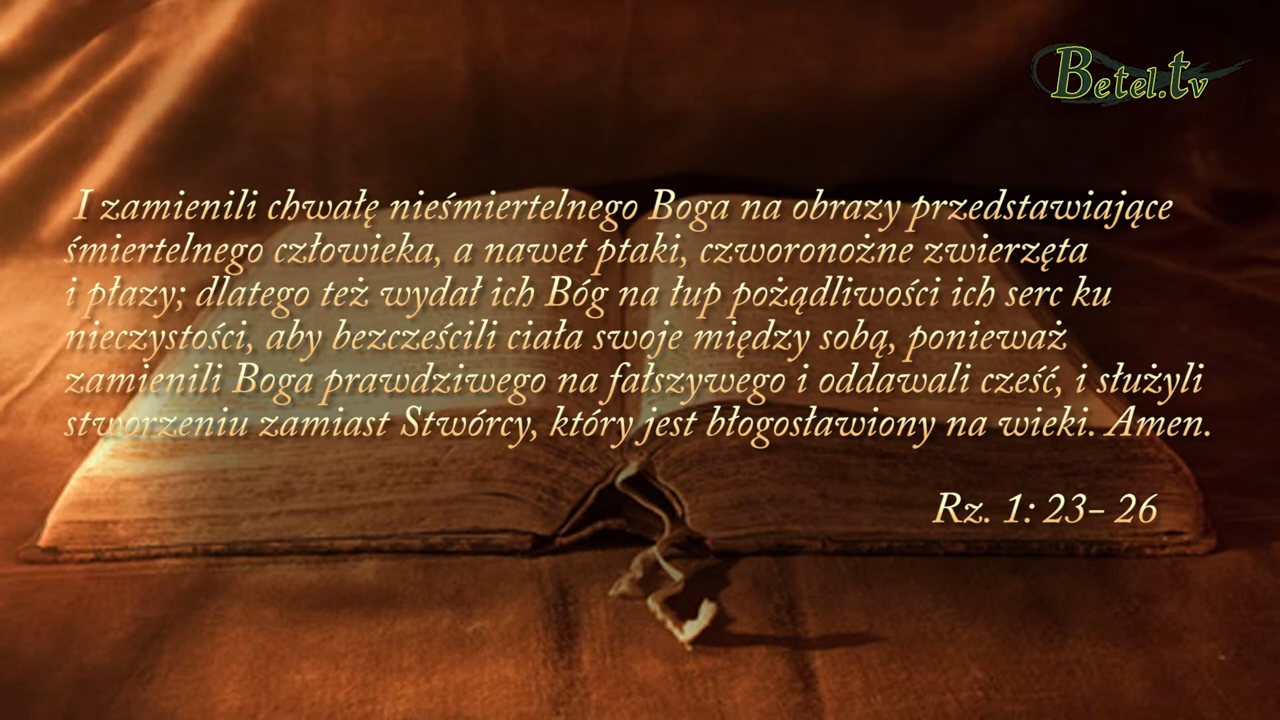 Betel.tv
I zamienili chwałę nieśmiertelnego Boga na obrazy przedstawiające
śmiertelnego człowieka, a nawet ptaki, czworonożne zwierzęta
i płazy; dlatego też wydał ich Bóg na łup pożądliwości ich serc ku
nieczystości, aby bezcześcili ciała swoje między sobą, ponieważ
zamienili Boga prawdziwego na fałszywego i oddawali cześć, i służyli
stworzeniu zamiast Stwórcy, który jest błogosławiony na wieki. Amen.
Rz. 1: 23- 26